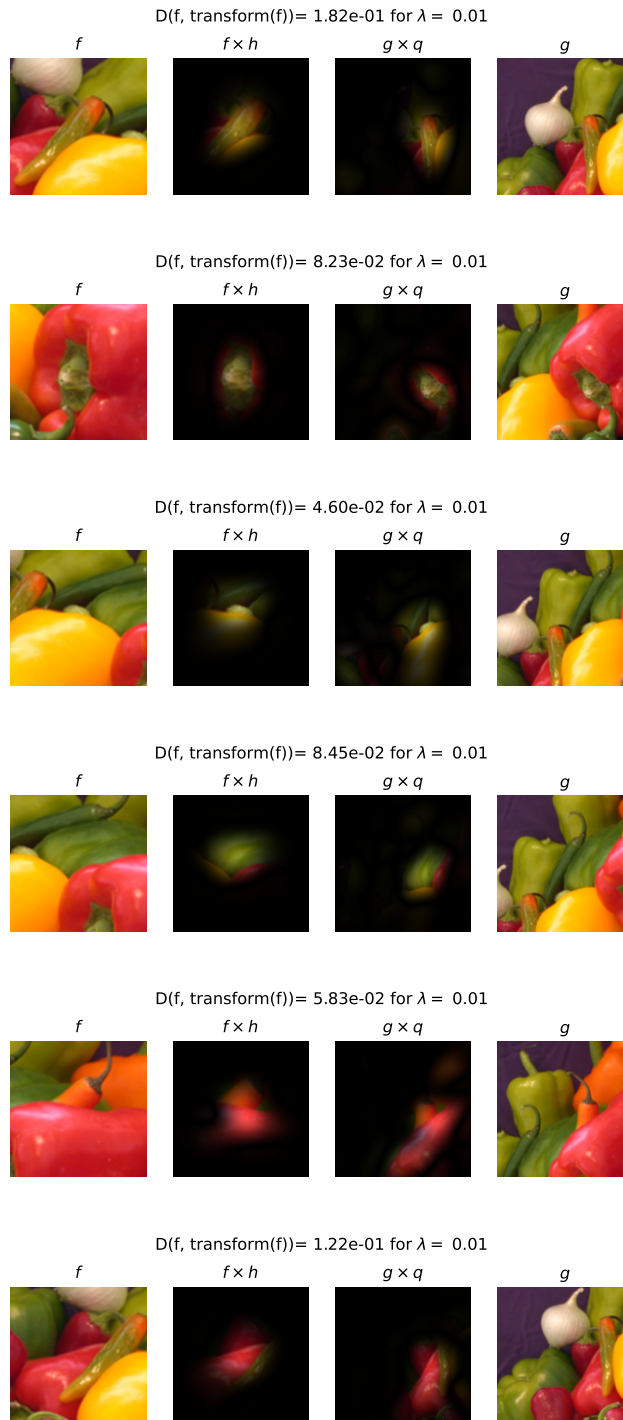 D(f, transform(f))= 1.82e-01 for λ = 0.01
f f × h g × q g
D(f, transform(f))= 8.23e-02 for λ = 0.01
f f × h g × q g
D(f, transform(f))= 4.60e-02 for λ = 0.01
f f × h g × q g
D(f, transform(f))= 8.45e-02 for λ = 0.01
f f × h g × q g
D(f, transform(f))= 5.83e-02 for λ = 0.01
f f × h g × q g
D(f, transform(f))= 1.22e-01 for λ = 0.01
f f × h g × q g